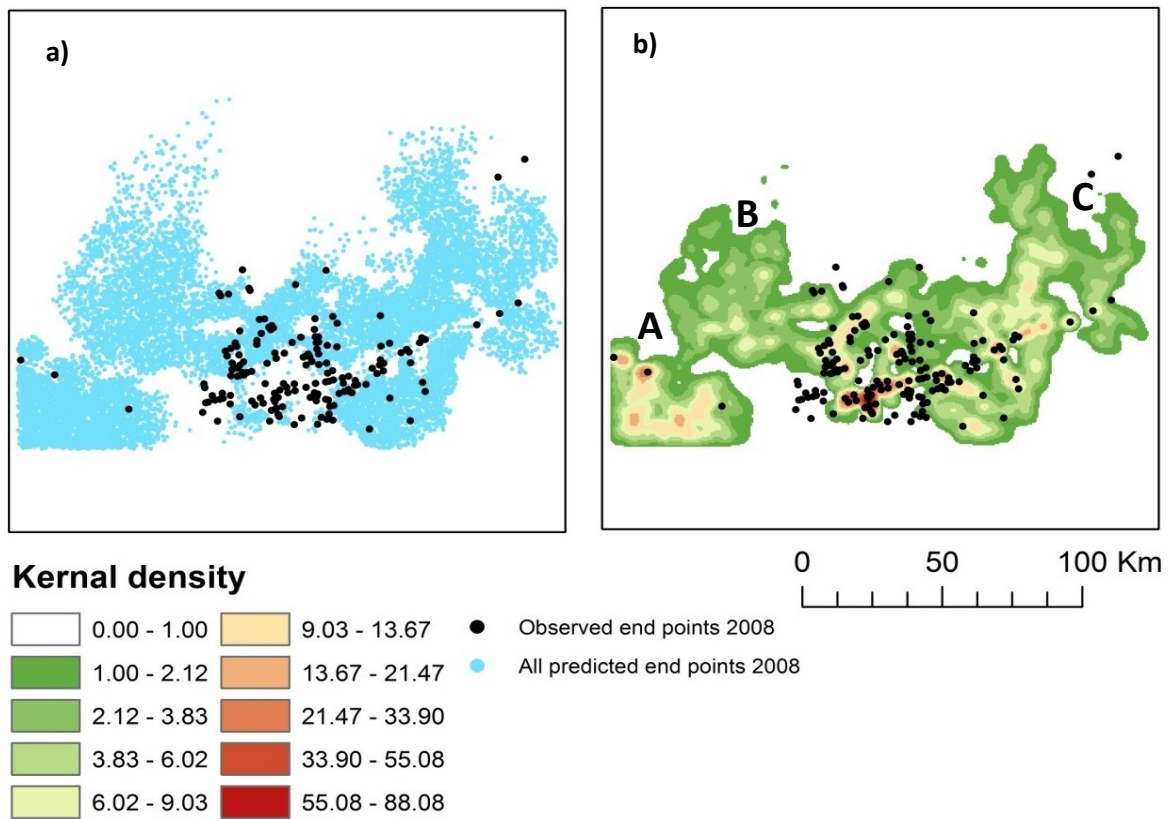 a)
b)
A
B
C
Kernal density
0.00 - 1.00
1.00 - 2.12
2.12 - 3.83
3.83 - 6.02
6.02 - 9.03
9.03 - 13.67
13.67 - 21.47
21.47 - 33.90
33.90 - 55.08
55.08 - 88.08
Observed end points 2008
All predicted end points 2008
0 50 100 Km